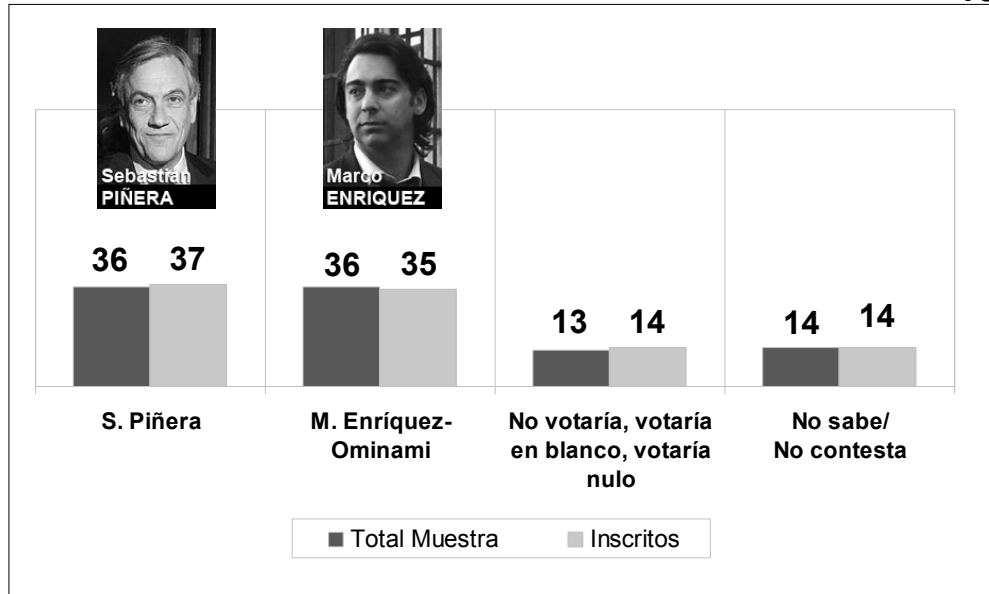 Sebastián
PIÑERA
Marco
ENRIQUEZ
36 37
36 35
13 14
14 14
S. Piñera
M. Enríquez-
Ominami
No votaría, votaría
en blanco, votaría
nulo
No sabe/
No contesta
Total Muestra Inscritos